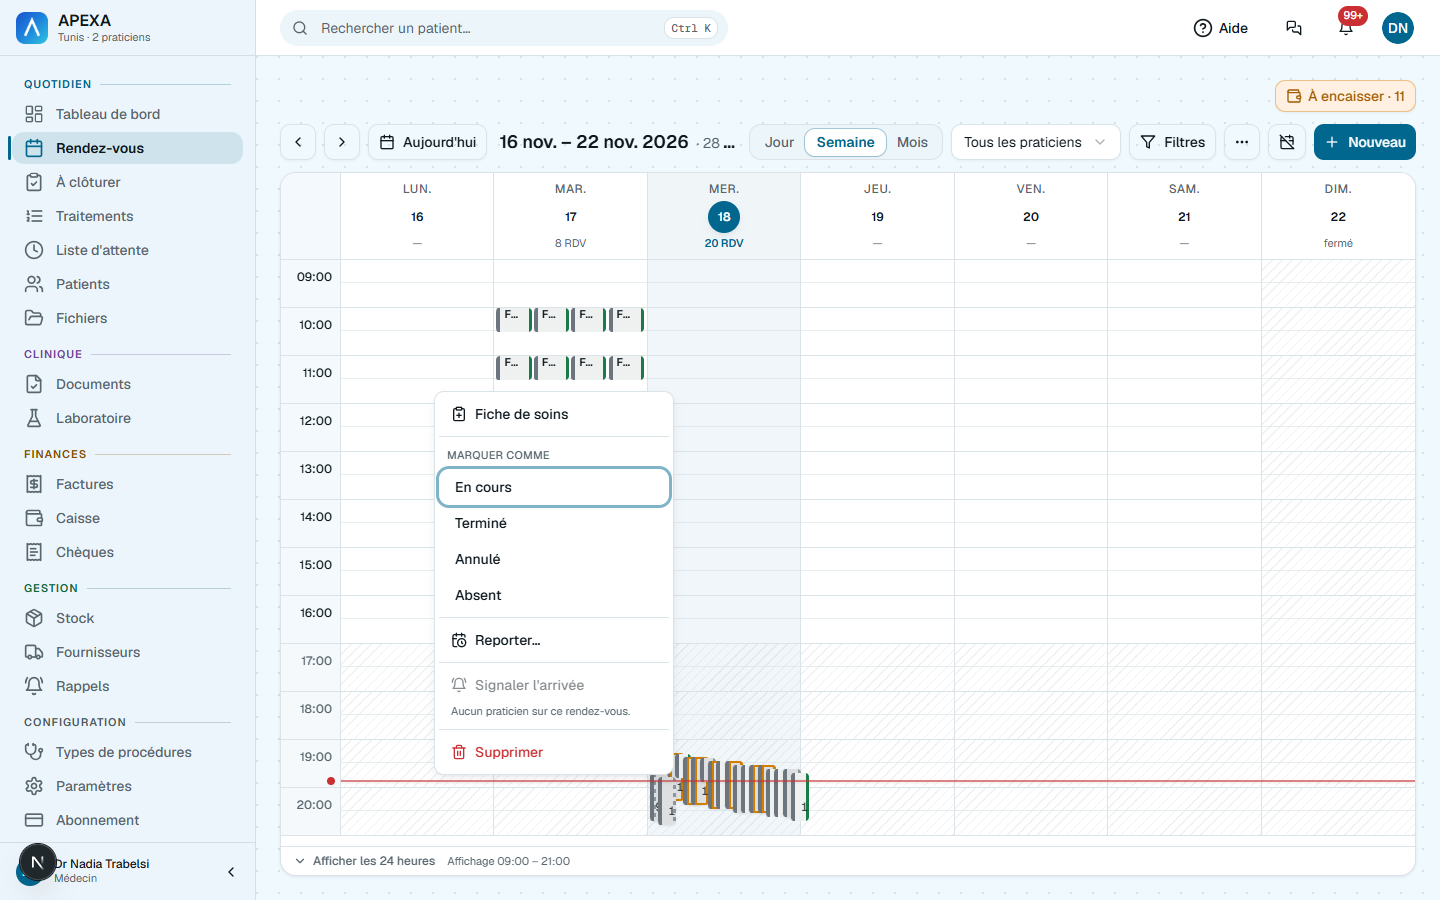 APEXA
Tunis · 2 praticiens
Rechercher un patient…
Ctrl K
Aide
99+
DN
QUOTIDIEN
Tableau de bord
Rendez-vous
À clôturer
Traitements
Liste d'attente
Patients
Fichiers
CLINIQUE
Documents
Laboratoire
FINANCES
Factures
Caisse
Chèques
GESTION
Stock
Fournisseurs
Rappels
CONFIGURATION
Types de procédures
Paramètres
Abonnement
N
Dr Nadia Trabelsi
Médecin
À encaisser · 11
Aujourd'hui
16 nov. – 22 nov. 2026 · 28 ...
Jour
Semaine
Mois
Tous les praticiens
Filtres
Nouveau
LUN.
16
—
MAR.
17
8 RDV
MER.
18
20 RDV
JEU.
19
—
VEN.
20
—
SAM.
21
—
DIM.
22
fermé
09:00
10:00
F... F... F... F...
11:00
F... F... F... F...
12:00
13:00
14:00
15:00
16:00
17:00
18:00
19:00
20:00
Fiche de soins
MARQUER COMME
En cours
Terminé
Annulé
Absent
Reporter...
Signaler l'arrivée
Aucun praticien sur ce rendez-vous.
Supprimer
1 1 1 1
Afficher les 24 heures
Affichage 09:00 – 21:00